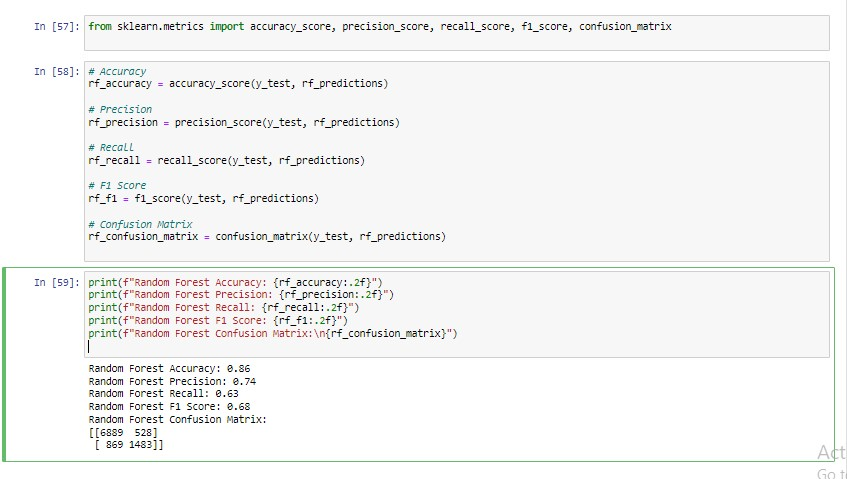 In [57]: from sklearn.metrics import accuracy_score, precision_score, recall_score, f1_score, confusion_matrix
In [58]: # Accuracy
rf_accuracy = accuracy_score(y_test, rf_predictions)
# Precision
rf_precision = precision_score(y_test, rf_predictions)
# Recall
rf_recall = recall_score(y_test, rf_predictions)
# F1 Score
rf_f1 = f1_score(y_test, rf_predictions)
# Confusion Matrix
rf_confusion_matrix = confusion_matrix(y_test, rf_predictions)
In [59]: print(f"Random Forest Accuracy: {rf_accuracy:.2f}")
print(f"Random Forest Precision: {rf_precision:.2f}")
print(f"Random Forest Recall: {rf_recall:.2f}")
print(f"Random Forest F1 Score: {rf_f1:.2f}")
print(f"Random Forest Confusion Matrix:\n{rf_confusion_matrix}")
Random Forest Accuracy: 0.86
Random Forest Precision: 0.74
Random Forest Recall: 0.63
Random Forest F1 Score: 0.68
Random Forest Confusion Matrix:
[[6889  528]
 [ 869 1483]]
Act
Go t